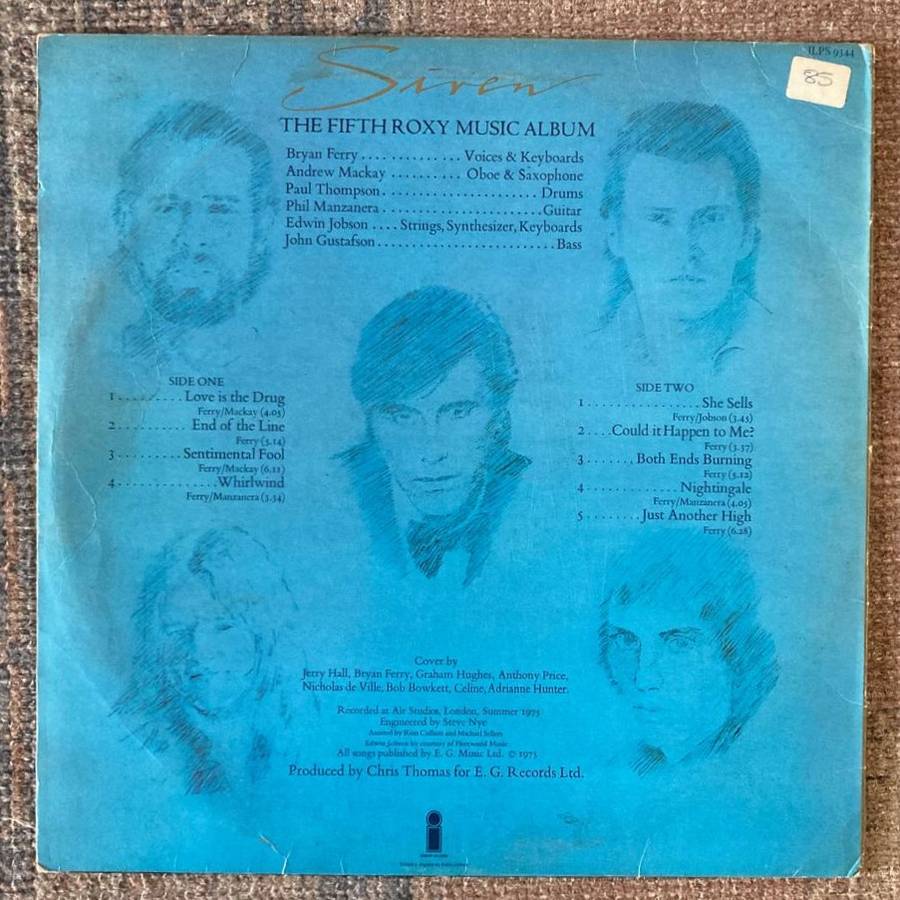 ILPS 9344
85
Siren
THE FIFTH ROXY MUSIC ALBUM
Bryan Ferry . . . . . . . . . . . . . Voices & Keyboards
Andrew Mackay . . . . . . . . . . Oboe & Saxophone
Paul Thompson . . . . . . . . . . . . . . . . . . . . . . Drums
Phil Manzanera . . . . . . . . . . . . . . . . . . . . . . . Guitar
Edwin Jobson . . . . Strings, Synthesizer, Keyboards
John Gustafson . . . . . . . . . . . . . . . . . . . . . . . . . Bass
SIDE ONE
1 . . . . . . . . . Love is the Drug
Ferry/Mackay (4.05)
2 . . . . . . . . . . End of the Line
Ferry (5.14)
3 . . . . . . . . . Sentimental Fool
Ferry/Mackay (6.11)
4 . . . . . . . . . . . . . Whirlwind
Ferry/Manzanera (3.34)
SIDE TWO
1 . . . . . . . . . . . . . . . . She Sells
Ferry/Jobson (3.45)
2 . . . . Could it Happen to Me?
Ferry (3.37)
3 . . . . . . . Both Ends Burning
Ferry (5.12)
4 . . . . . . . . . . . . . Nightingale
Ferry/Manzanera (4.05)
5 . . . . . . . . Just Another High
Ferry (6.28)
Cover by
Jerry Hall, Bryan Ferry, Graham Hughes, Anthony Price,
Nicholas de Ville, Bob Bowkett, Celine, Adrianne Hunter.
Recorded at Air Studios, London, Summer 1975
Engineered by Steve Nye
Assisted by Ross Cullum and Michael Sellers
Edwin Jobson by courtesy of Fleetwood Music
All songs published by E. G. Music Ltd. © 1975
Produced by Chris Thomas for E. G. Records Ltd.
i